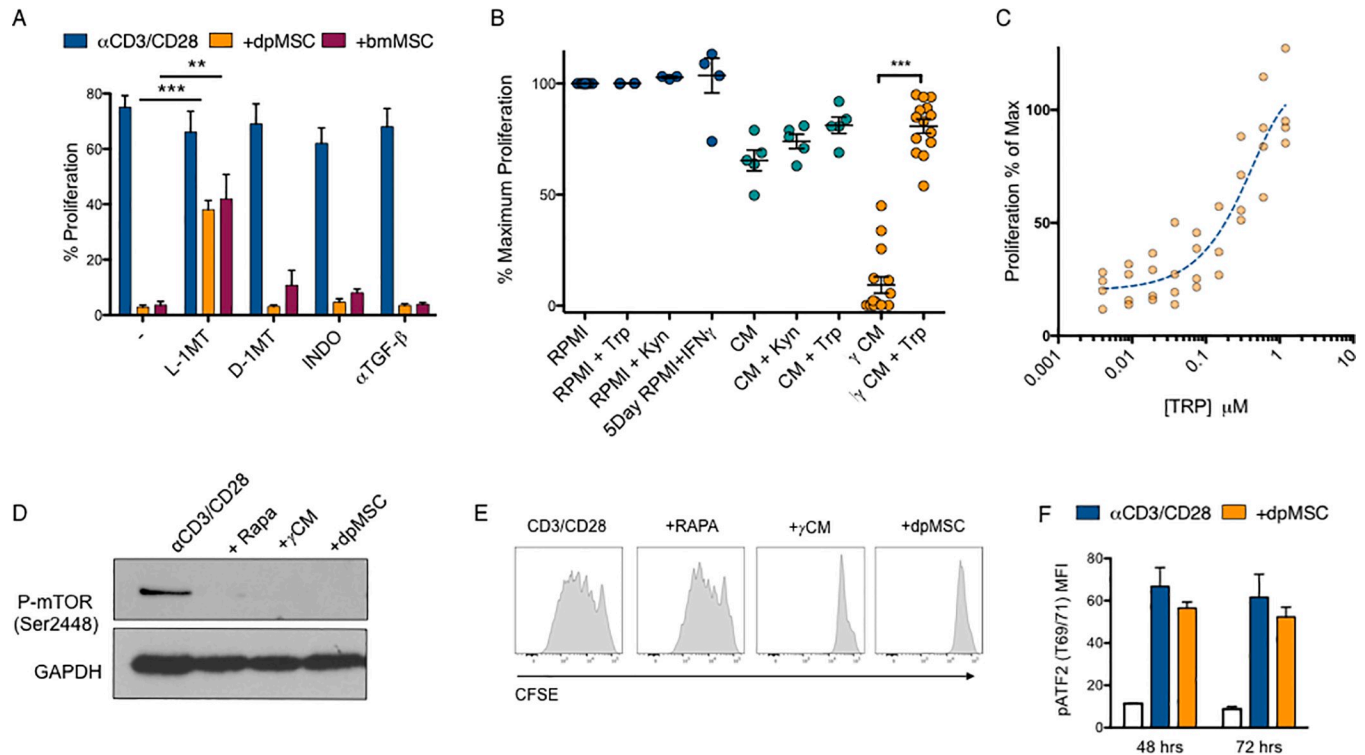 A
αCD3/CD28 +dpMSC +bmMSC
**
***
% Proliferation
80
60
40
20
0
- L-1MT D-1MT INDO αTGF-β
B
***
% Maximum Proliferation
100
50
0
RPMI RPMI + Trp RPMI + Kyn 5Day RPMI+IFNγ CM CM + Kyn CM + Trp γ CM γ CM + Trp
C
Proliferation % of Max
100
50
0
0.001 0.01 0.1 1 10
[TRP] μM
D
αCD3/CD28 + Rapa +γCM +dpMSC
P-mTOR
(Ser2448)
GAPDH
E
CD3/CD28 +RAPA +γCM +dpMSC
CFSE
F
αCD3/CD28 +dpMSC
pATF2 (T69/71) MFI
80
60
40
20
0
48 hrs 72 hrs